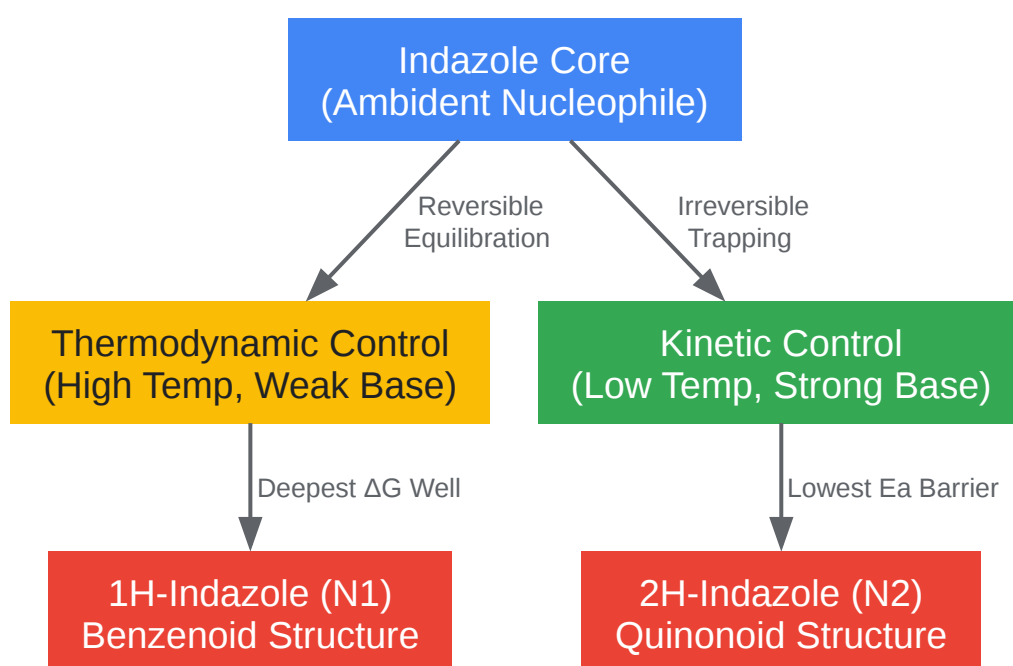 Indazole Core
(Ambident Nucleophile)
Reversible
Equilibration
Irreversible
Trapping
Thermodynamic Control
(High Temp, Weak Base)
Kinetic Control
(Low Temp, Strong Base)
Deepest ΔG Well
Lowest Ea Barrier
1H-Indazole (N1)
Benzenoid Structure
2H-Indazole (N2)
Quinonoid Structure